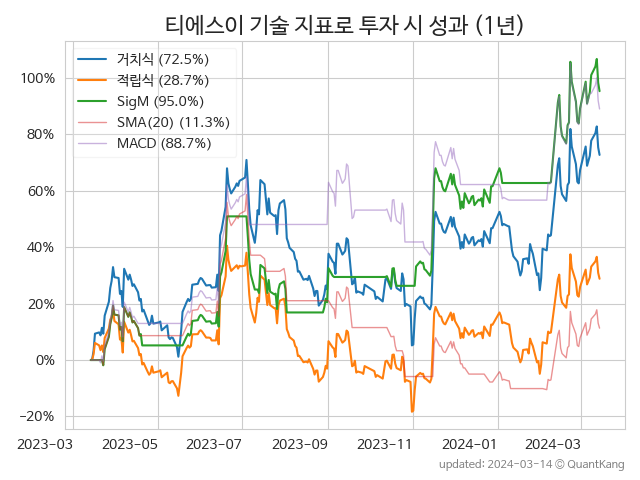 티에스이 기술 지표로 투자 시 성과 (1년)
거치식 (72.5%)
적립식 (28.7%)
SigM (95.0%)
SMA(20) (11.3%)
MACD (88.7%)
100%
80%
60%
40%
20%
0%
−20%
2023-03 2023-05 2023-07 2023-09 2023-11 2024-01 2024-03
updated: 2024-03-14 © QuantKang